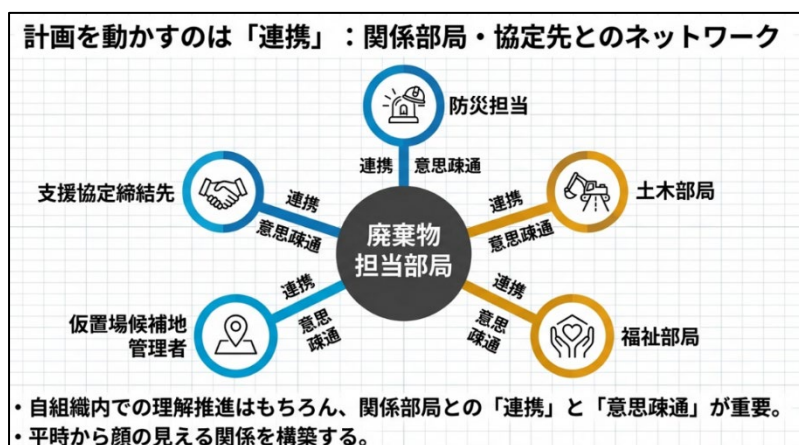 計画を動かすのは「連携」：関係部局・協定先とのネットワーク
防災担当
連携 意思疎通
支援協定締結先
連携
意思疎通
土木部局
連携
意思疎通
廃棄物
担当部局
仮置場候補地
管理者
連携
意思
疎通
福祉部局
連携
意思
疎通
・自組織内での理解推進はもちろん、関係部局との「連携」と「意思疎通」が重要。
・平時から顔の見える関係を構築する。